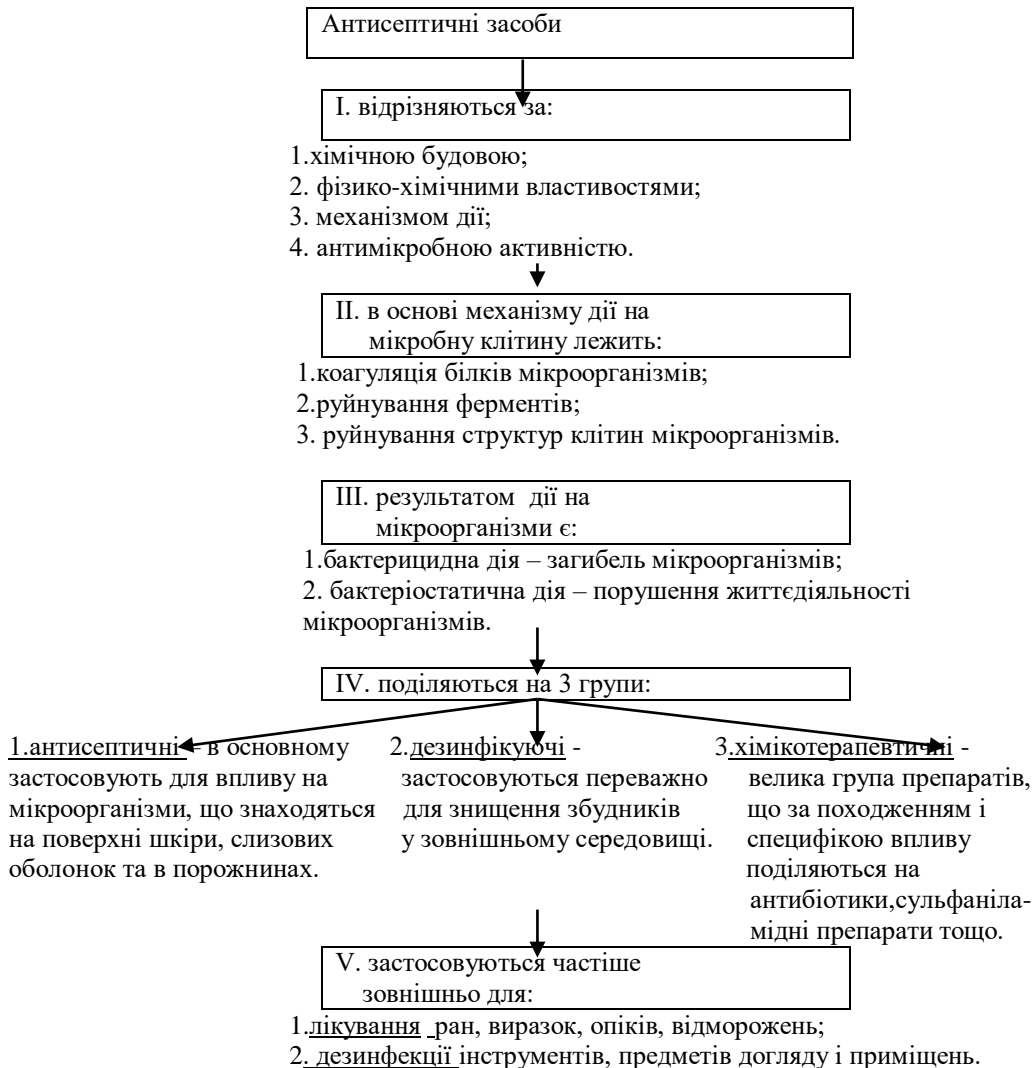 Антисептичні засоби
І. відрізняються за:
1.хімічною будовою;
2. фізико-хімічними властивостями;
3. механізмом дії;
4. антимікробною активністю.
ІІ. в основі механізму дії на
мікробну клітину лежить:
1.коагуляція білків мікроорганізмів;
2.руйнування ферментів;
3. руйнування структур клітин мікроорганізмів.
ІІІ. результатом дії на
мікроорганізми є:
1.бактерицидна дія – загибель мікроорганізмів;
2. бактеріостатична дія – порушення життєдіяльності
мікроорганізмів.
IV. поділяються на 3 групи:
1.антисептичні – в основному
застосовують для впливу на
мікроорганізми, що знаходяться
на поверхні шкіри, слизових
оболонок та в порожнинах.
2.дезинфікуючі -
застосовуються переважно
для знищення збудників
у зовнішньому середовищі.
3.хімікотерапевтичні -
велика група препаратів,
що за походженням і
специфікою впливу
поділяються на
антибіотики,сульфаніла-
мідні препарати тощо.
V. застосовуються частіше
зовнішньо для:
1.лікування ран, виразок, опіків, відморожень;
2. дезинфекції інструментів, предметів догляду і приміщень.